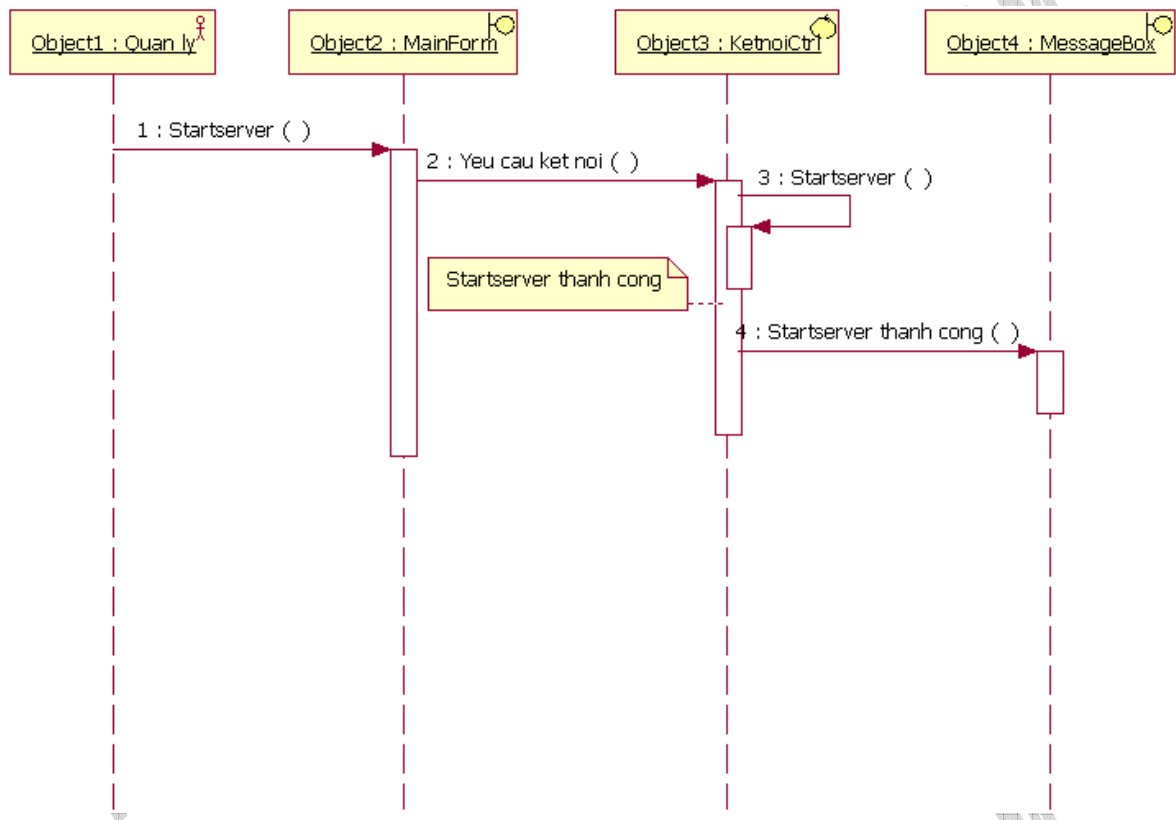 Object1 : Quan ly
Object2 : MainForm
Object3 : KetnoiCtrl
Object4 : MessageBox
1 : Startserver ( )
2 : Yeu cau ket noi ( )
3 : Startserver ( )
Startserver thanh cong
4 : Startserver thanh cong ( )